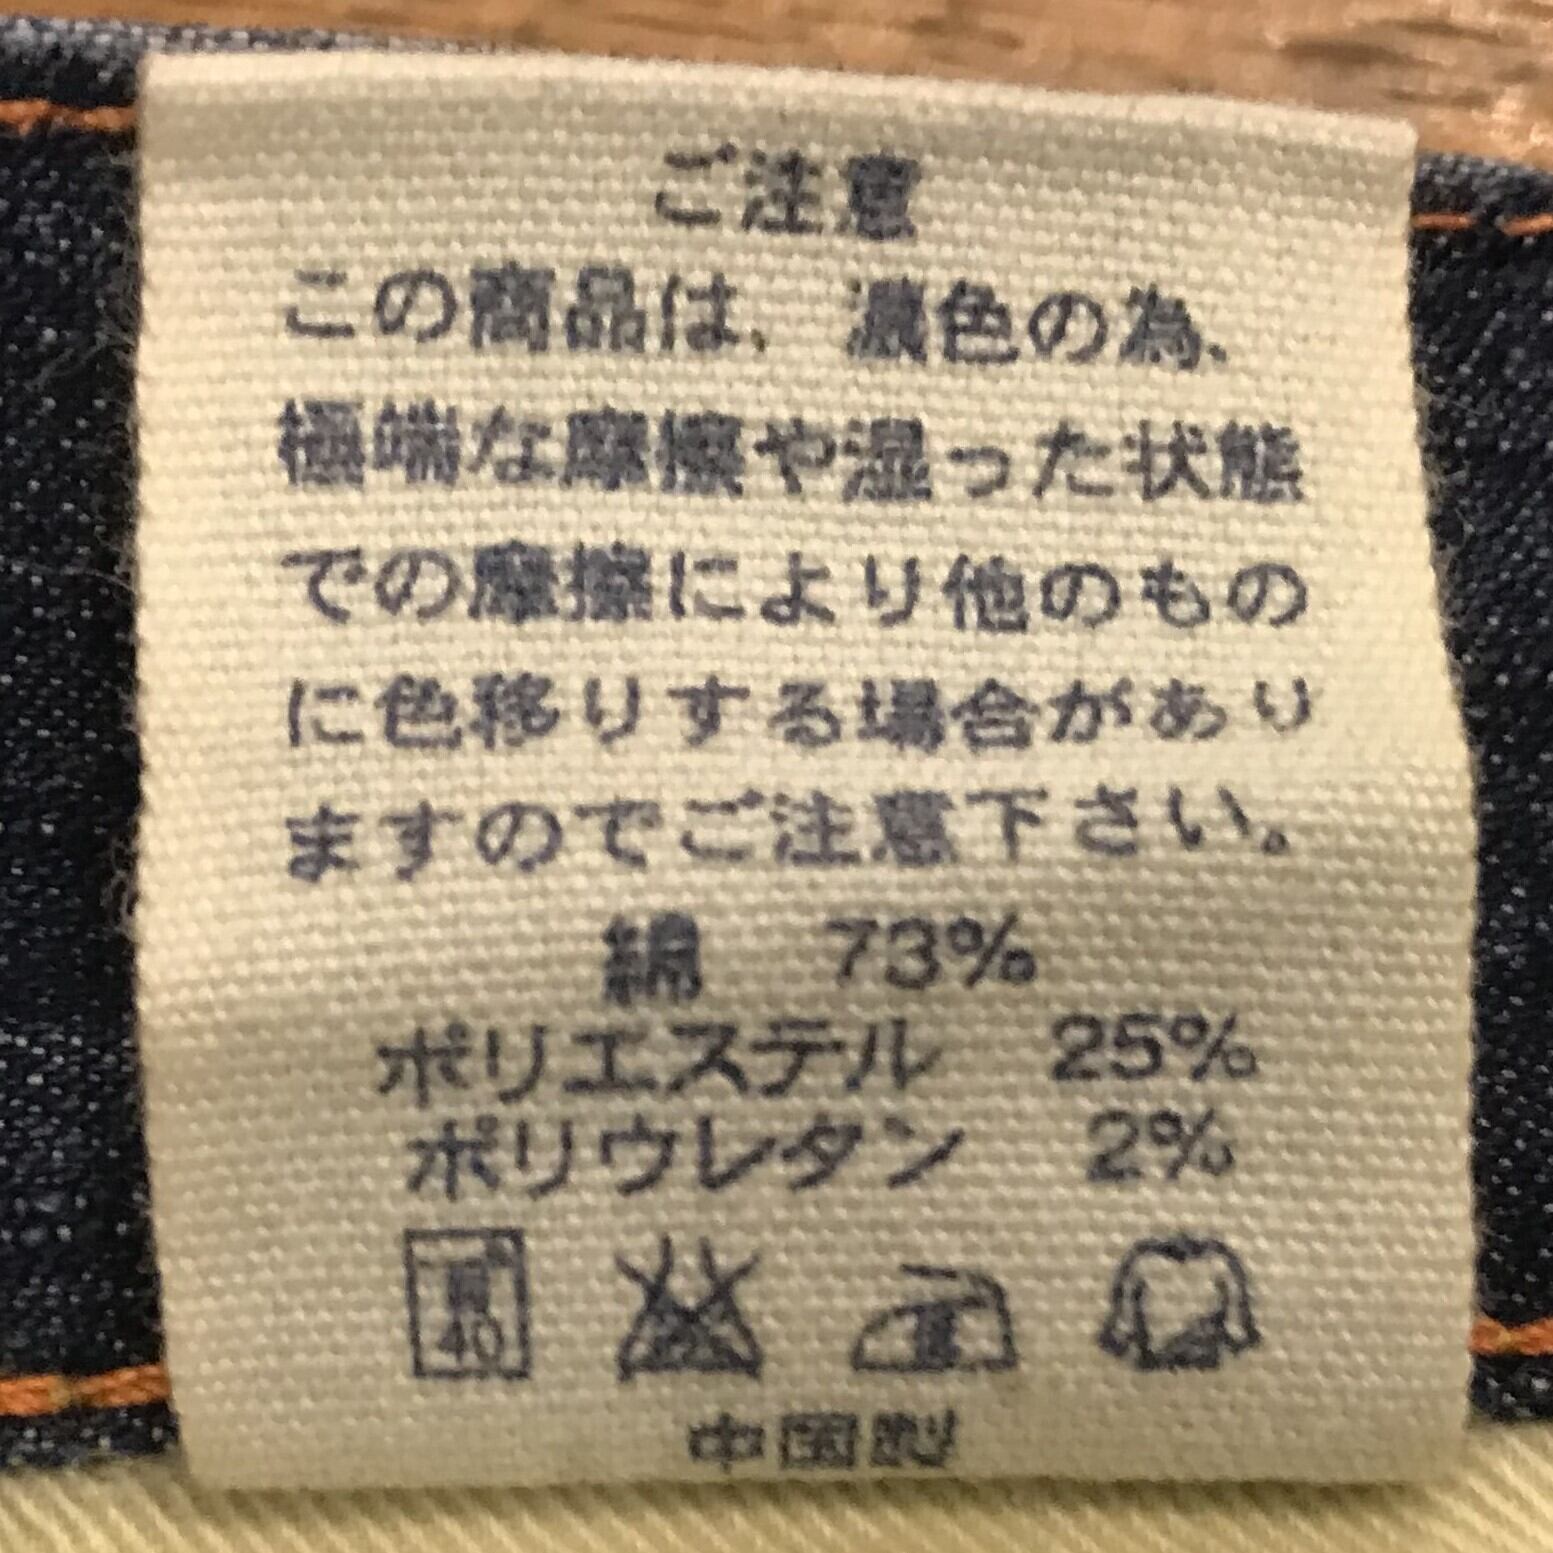 ご注意
この商品は、濃色の為、
極端な摩擦や湿った状態
での摩擦により他のもの
に色移りする場合があり
ますのでご注意下さい。
綿 73%
ポリエステル 25%
ポリウレタン 2%
40
中国製